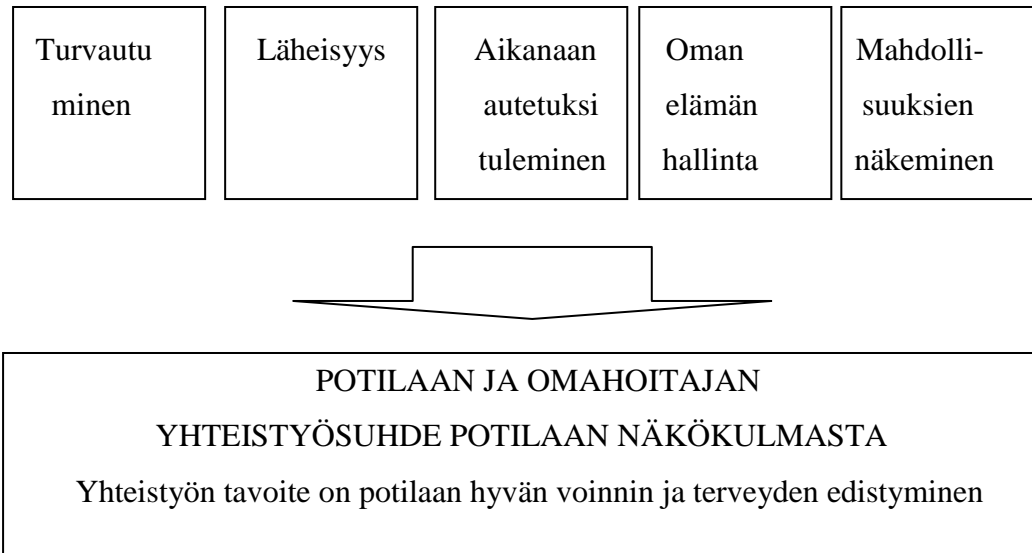 Turvautu
minen
Läheisyys
Aikanaan
autetuksi
tuleminen
Oman
elämän
hallinta
Mahdolli-
suuksien
näkeminen
POTILAAN JA OMAHOITAJAN
YHTEISTYÖSUHDE POTILAAN NÄKÖKULMASTA
Yhteistyön tavoite on potilaan hyvän voinnin ja terveyden edistyminen